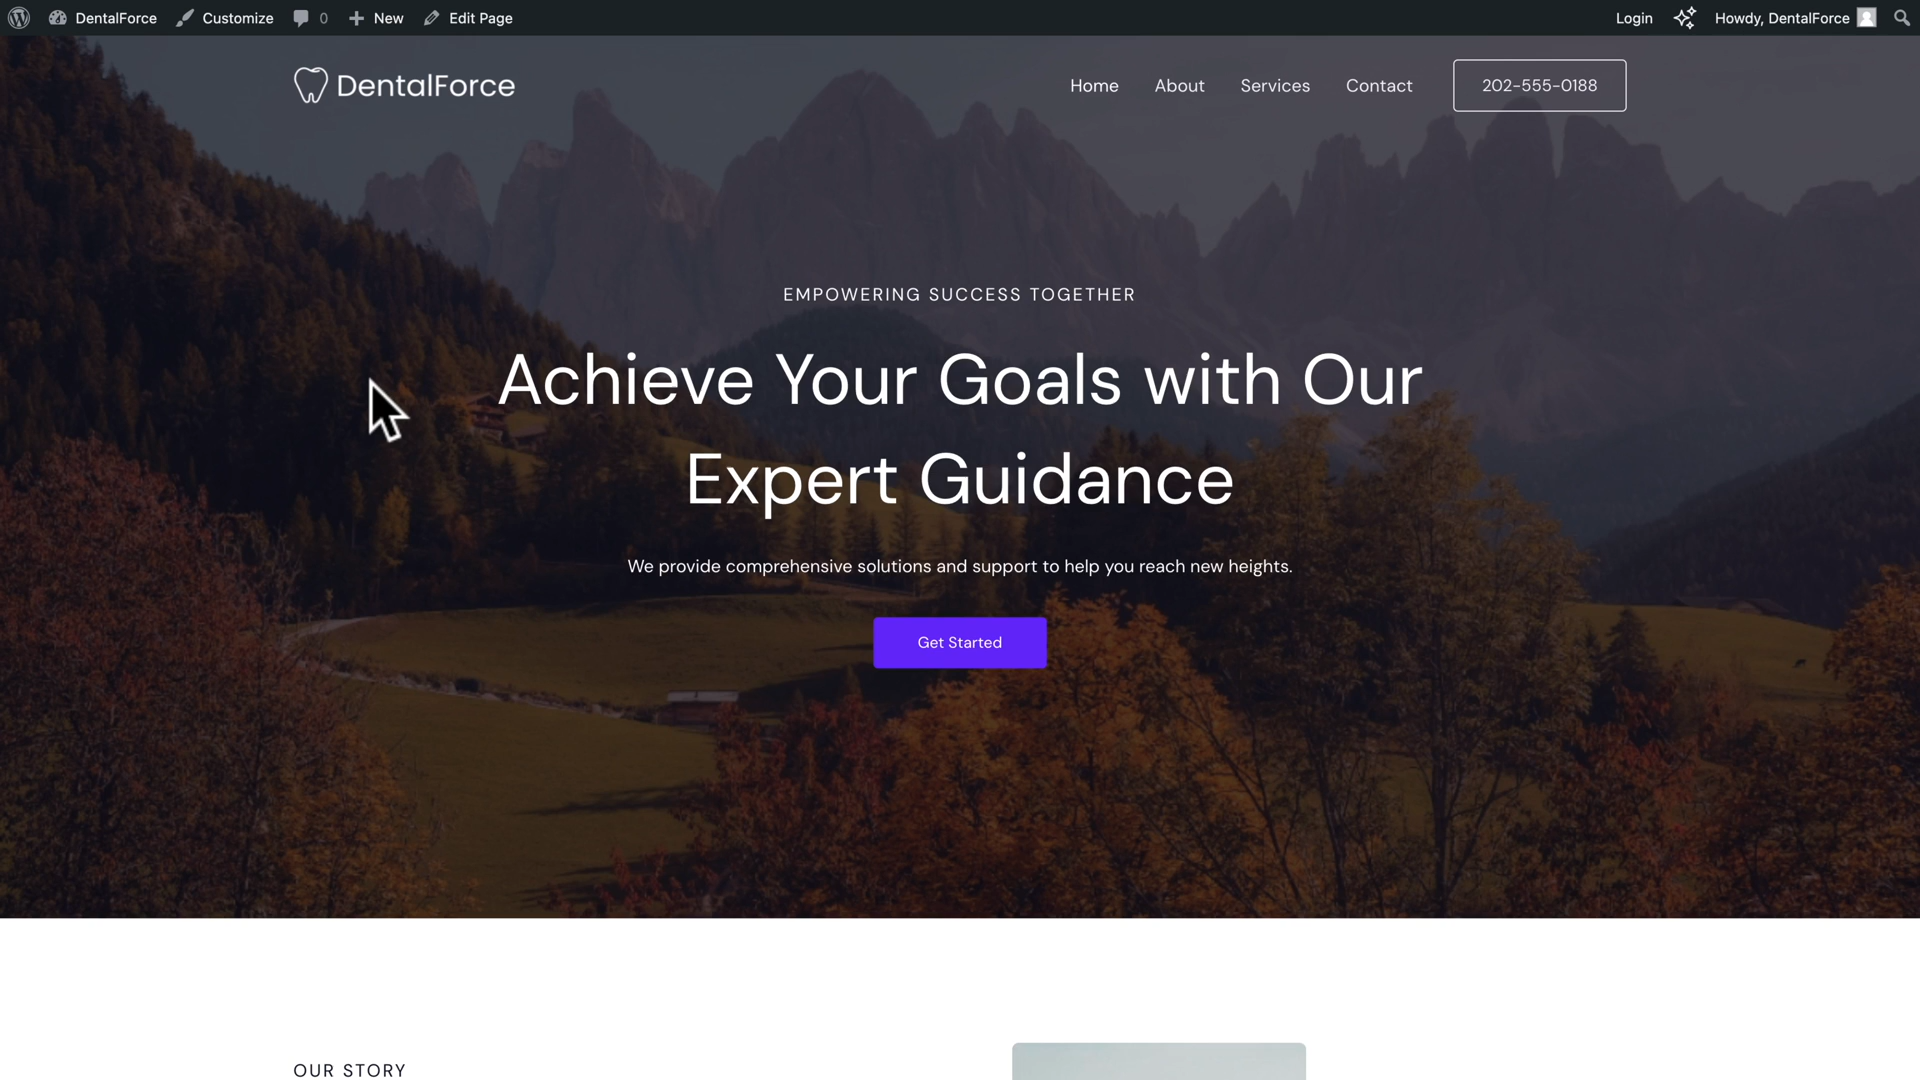 DentalForce
Customize
0
New
Edit Page
Login
Howdy, DentalForce
DentalForce
Home
About
Services
Contact
202-555-0188
EMPOWERING SUCCESS TOGETHER
Achieve Your Goals with Our
Expert Guidance
We provide comprehensive solutions and support to help you reach new heights.
Get Started
OUR STORY